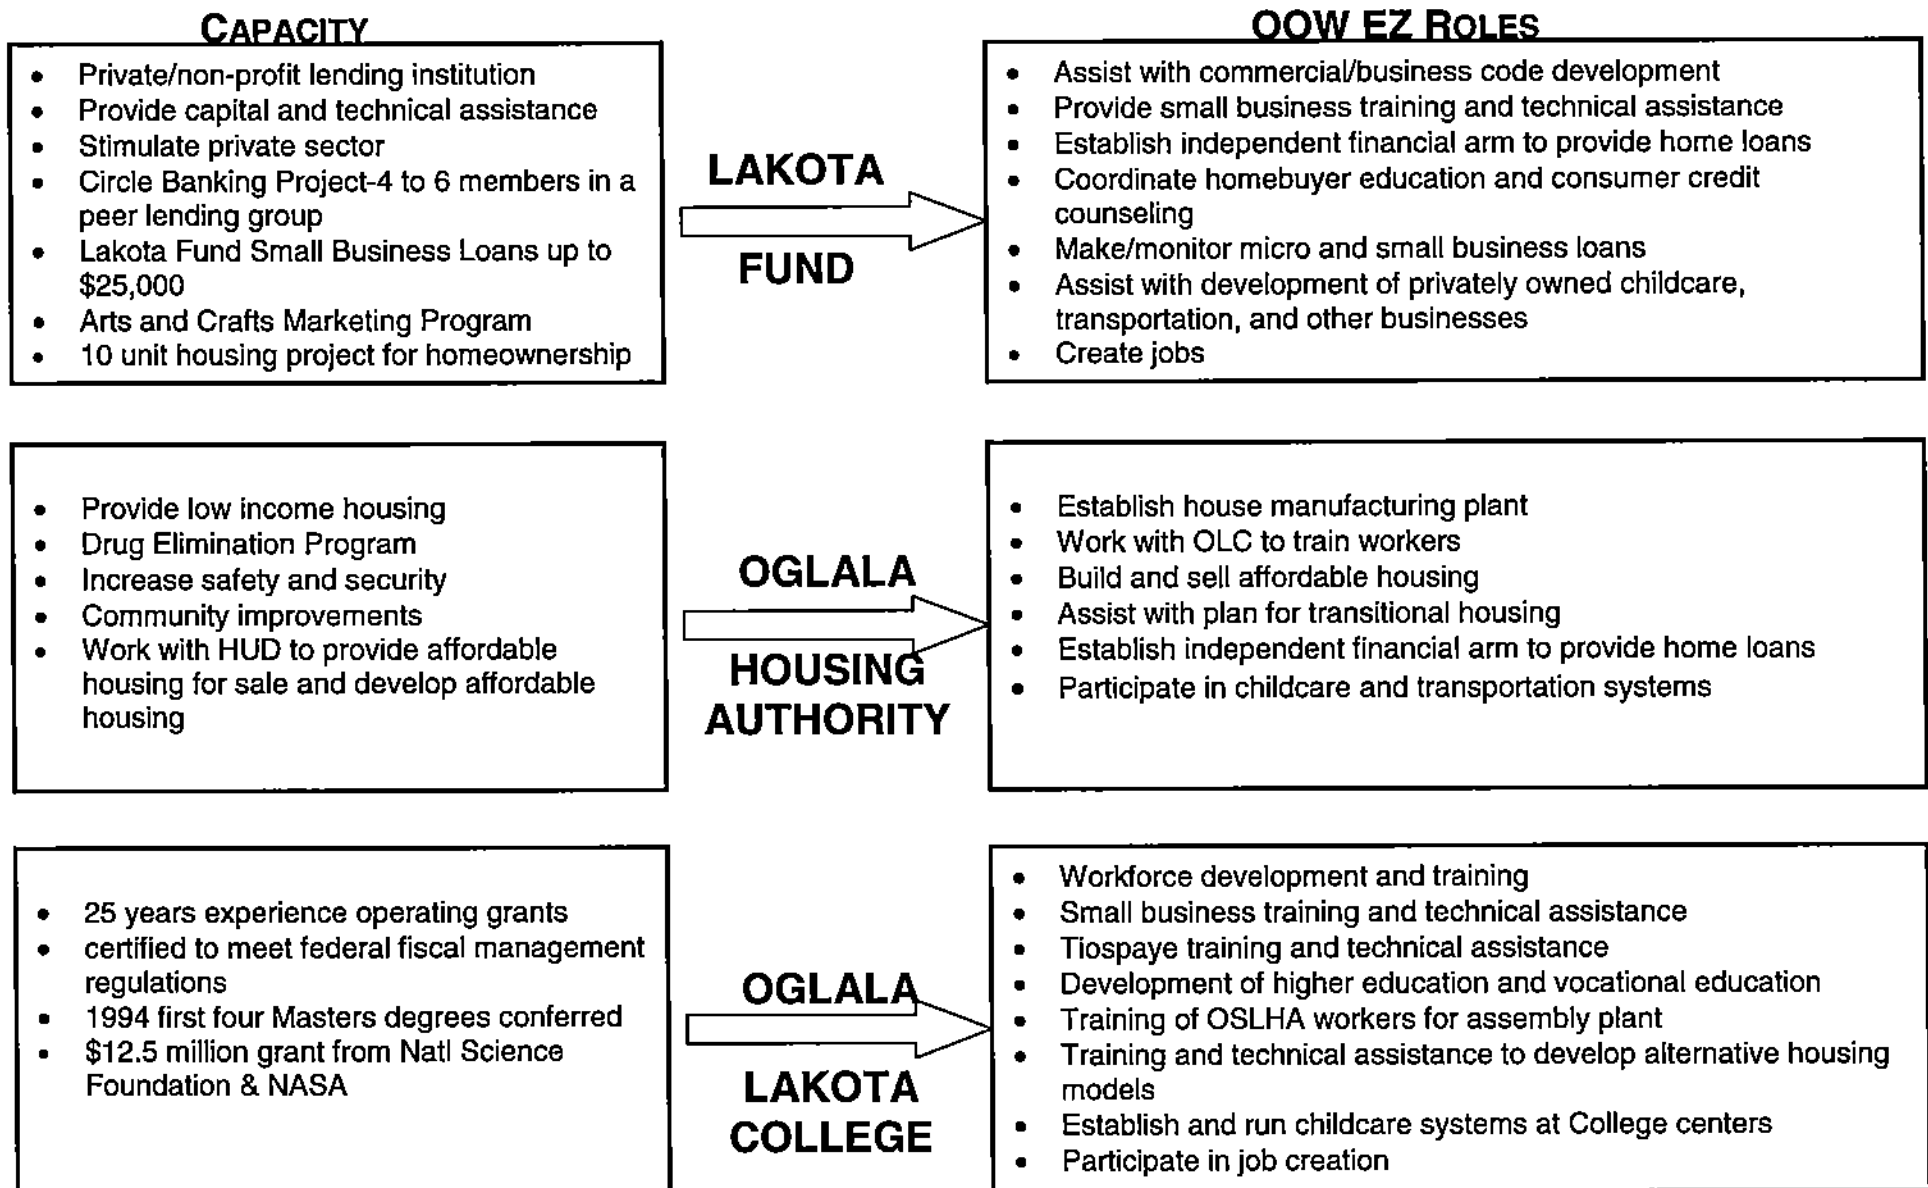 CAPACITY
OOW EZ ROLES
• Private/non-profit lending institution
• Provide capital and technical assistance
• Stimulate private sector
• Circle Banking Project-4 to 6 members in a
peer lending group
• Lakota Fund Small Business Loans up to
$25,000
• Arts and Crafts Marketing Program
• 10 unit housing project for homeownership
LAKOTA
FUND
• Assist with commercial/business code development
• Provide small business training and technical assistance
• Establish independent financial arm to provide home loans
• Coordinate homebuyer education and consumer credit
counseling
• Make/monitor micro and small business loans
• Assist with development of privately owned childcare,
transportation, and other businesses
• Create jobs
• Provide low income housing
• Drug Elimination Program
• Increase safety and security
• Community improvements
• Work with HUD to provide affordable
housing for sale and develop affordable
housing
OGLALA
HOUSING
AUTHORITY
• Establish house manufacturing plant
• Work with OLC to train workers
• Build and sell affordable housing
• Assist with plan for transitional housing
• Establish independent financial arm to provide home loans
• Participate in childcare and transportation systems
• 25 years experience operating grants
• certified to meet federal fiscal management
regulations
• 1994 first four Masters degrees conferred
• $12.5 million grant from Natl Science
Foundation & NASA
OGLALA
LAKOTA
COLLEGE
• Workforce development and training
• Small business training and technical assistance
• Tiospaye training and technical assistance
• Development of higher education and vocational education
• Training of OSLHA workers for assembly plant
• Training and technical assistance to develop alternative housing
models
• Establish and run childcare systems at College centers
• Participate in job creation